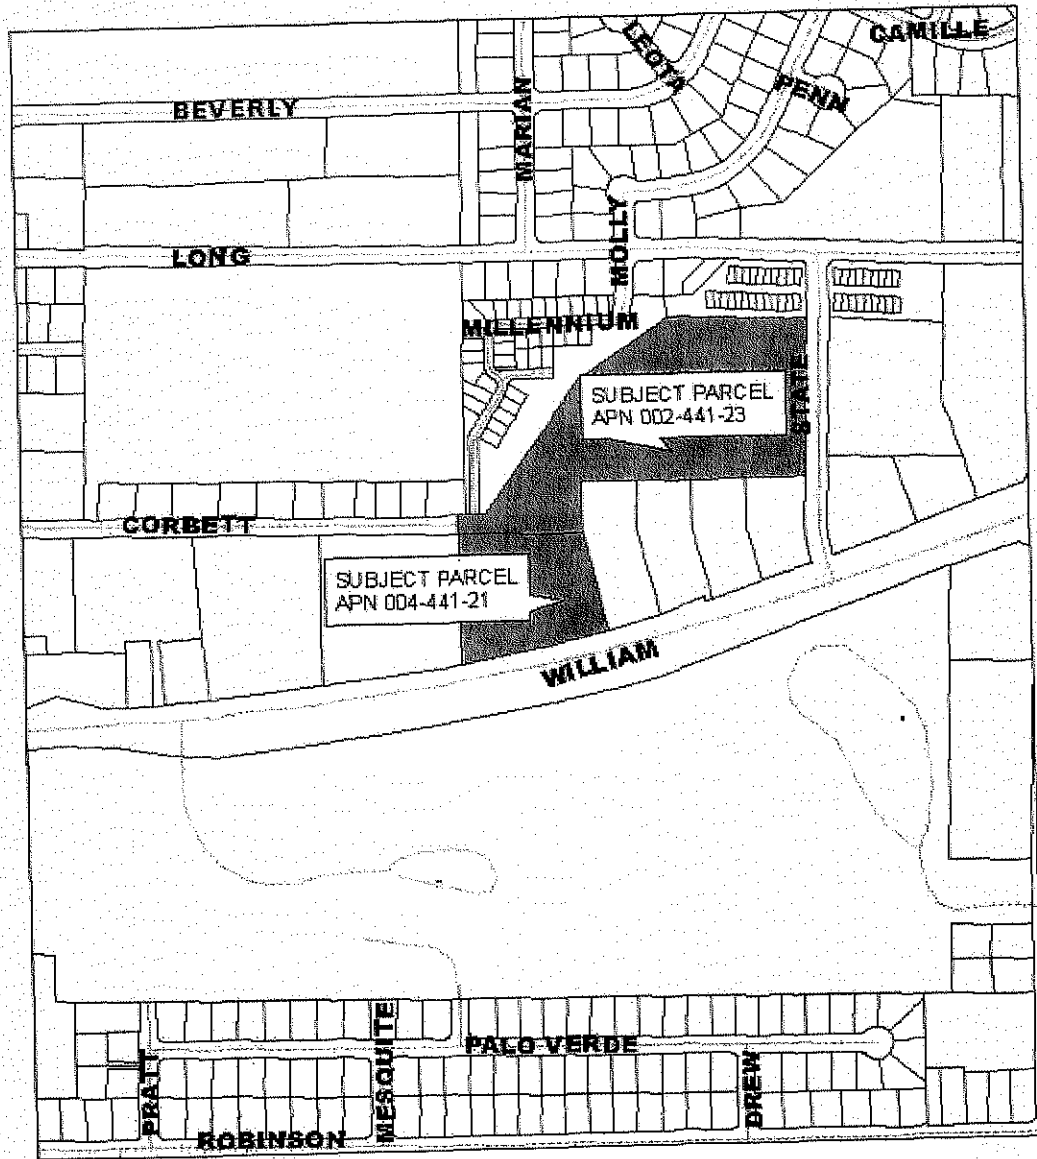 CAMILLE
LEOTA
PENN
BEVERLY
MARIAN
MOLLY
LONG
MILLENNIUM
SUBJECT PARCEL
APN 002-441-23
STATE
CORBETT
SUBJECT PARCEL
APN 004-441-21
WILLIAM
PALO VERDE
MESQUITE
PRATT
DREW
ROBINSON